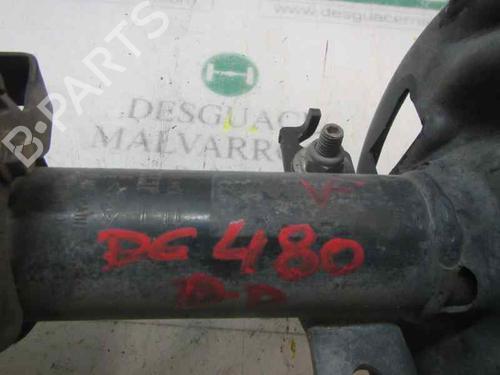 www.desguacem
DESGUACE
MALVARRO
B-PARTS
V-
DG 480
D-D